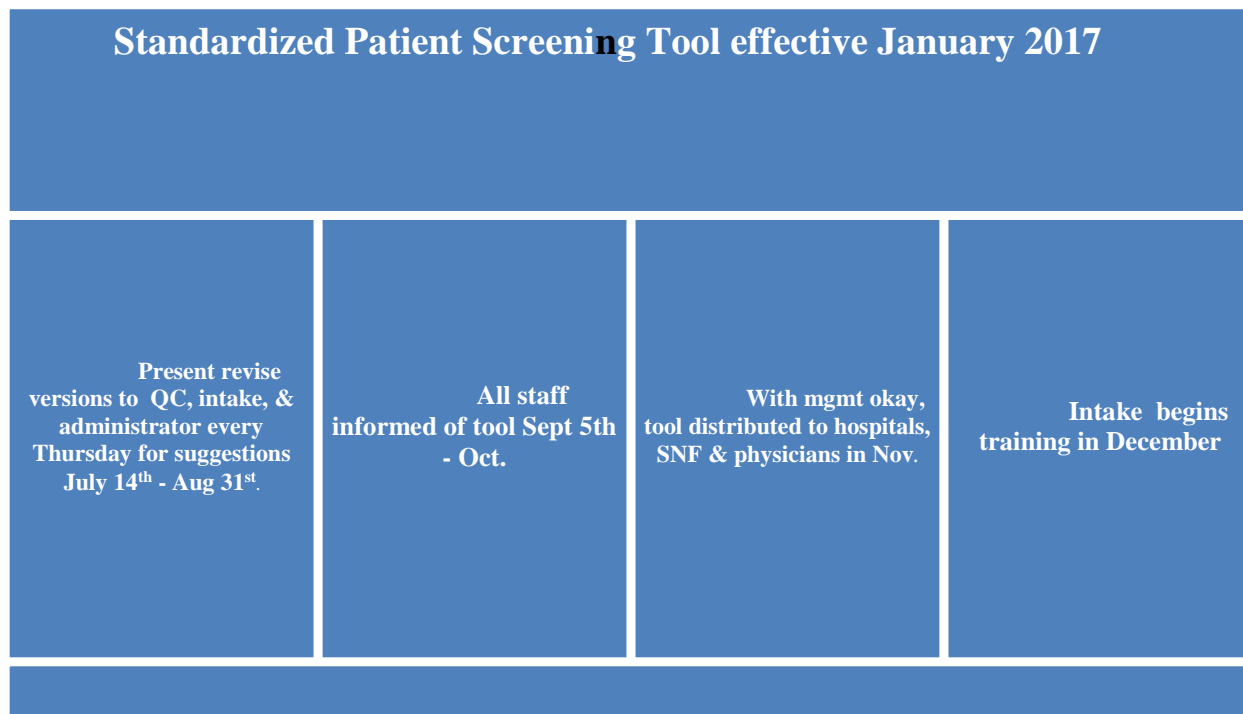 Standardized Patient Screening Tool effective January 2017
Present revise
versions to QC, intake, &
administrator every
Thursday for suggestions
July 14th - Aug 31st.
All staff
informed of tool Sept 5th
- Oct.
With mgmt okay,
tool distributed to hospitals,
SNF & physicians in Nov.
Intake begins
training in December